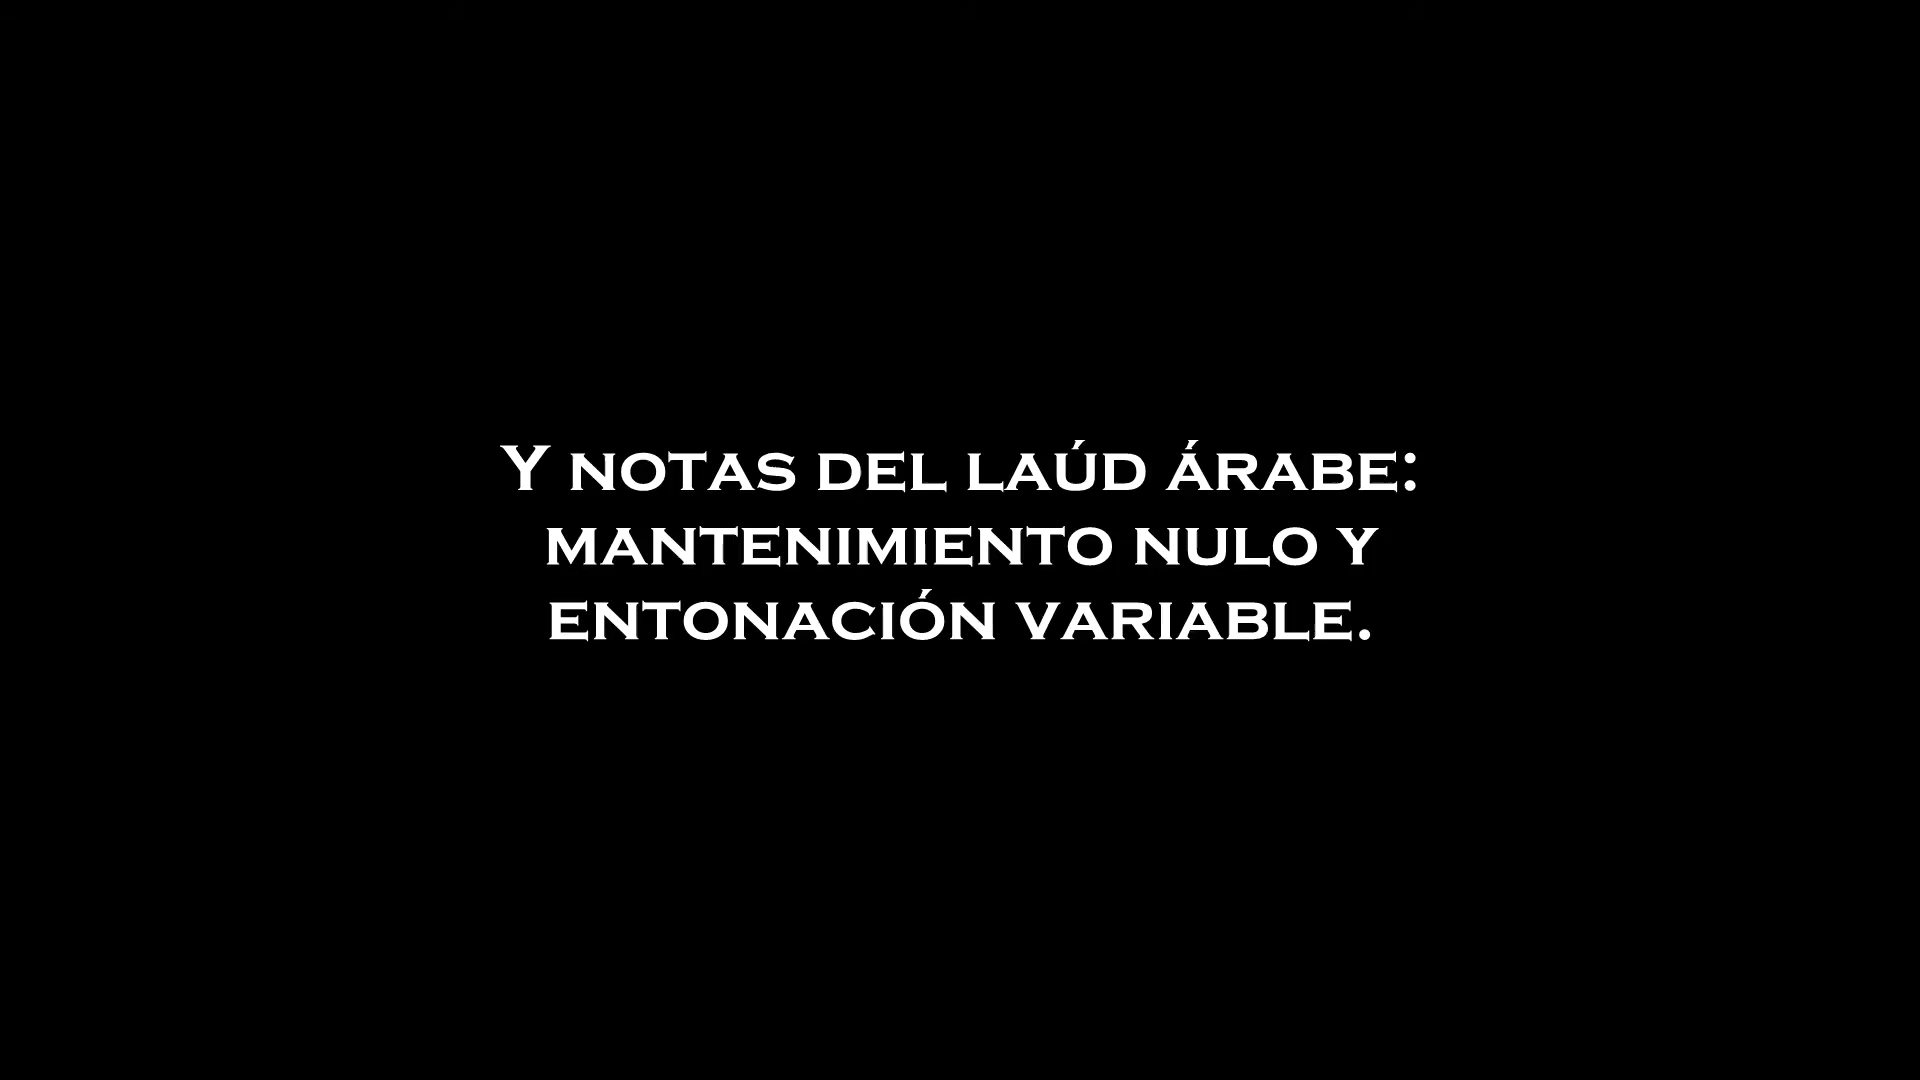 Y NOTAS DEL LAÚD ÁRABE:
MANTENIMIENTO NULO Y
ENTONACIÓN VARIABLE.